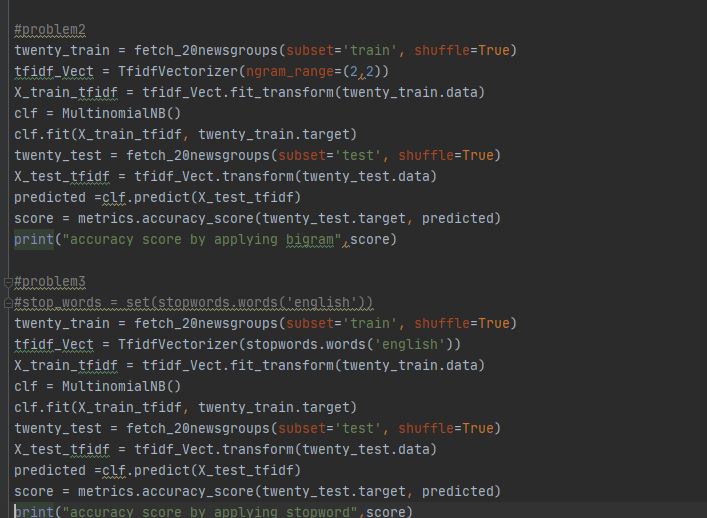 #problem2
twenty_train = fetch_20newsgroups(subset='train', shuffle=True)
tfidf_Vect = TfidfVectorizer(ngram_range=(2,2))
X_train_tfidf = tfidf_Vect.fit_transform(twenty_train.data)
clf = MultinomialNB()
clf.fit(X_train_tfidf, twenty_train.target)
twenty_test = fetch_20newsgroups(subset='test', shuffle=True)
X_test_tfidf = tfidf_Vect.transform(twenty_test.data)
predicted =clf.predict(X_test_tfidf)
score = metrics.accuracy_score(twenty_test.target, predicted)
print("accuracy score by applying bigram",score)
#problem3
#stop_words = set(stopwords.words('english'))
twenty_train = fetch_20newsgroups(subset='train', shuffle=True)
tfidf_Vect = TfidfVectorizer(stopwords.words('english'))
X_train_tfidf = tfidf_Vect.fit_transform(twenty_train.data)
clf = MultinomialNB()
clf.fit(X_train_tfidf, twenty_train.target)
twenty_test = fetch_20newsgroups(subset='test', shuffle=True)
X_test_tfidf = tfidf_Vect.transform(twenty_test.data)
predicted =clf.predict(X_test_tfidf)
score = metrics.accuracy_score(twenty_test.target, predicted)
print("accuracy score by applying stopword",score)